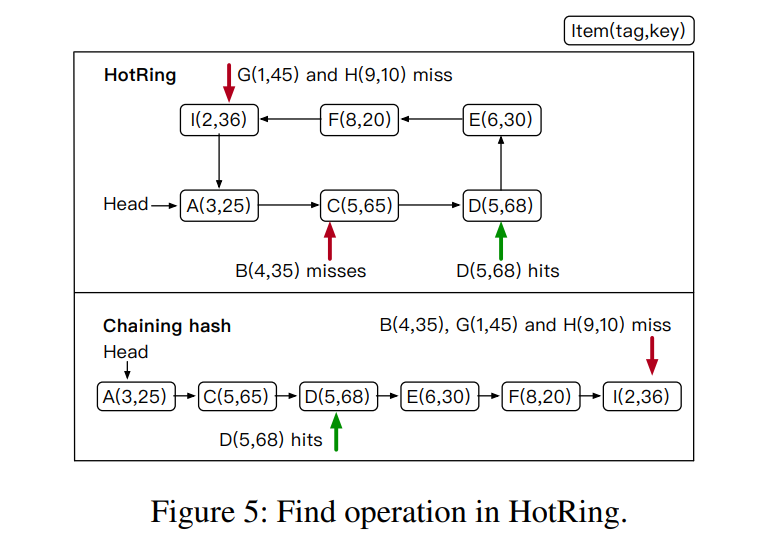 Item(tag,key)
HotRing
G(1,45) and H(9,10) miss
I(2,36)
F(8,20)
E(6,30)
Head
A(3,25)
C(5,65)
D(5,68)
B(4,35) misses
D(5,68) hits
Chaining hash
B(4,35), G(1,45) and H(9,10) miss
Head
A(3,25)
C(5,65)
D(5,68)
E(6,30)
F(8,20)
I(2,36)
D(5,68) hits
Figure 5: Find operation in HotRing.